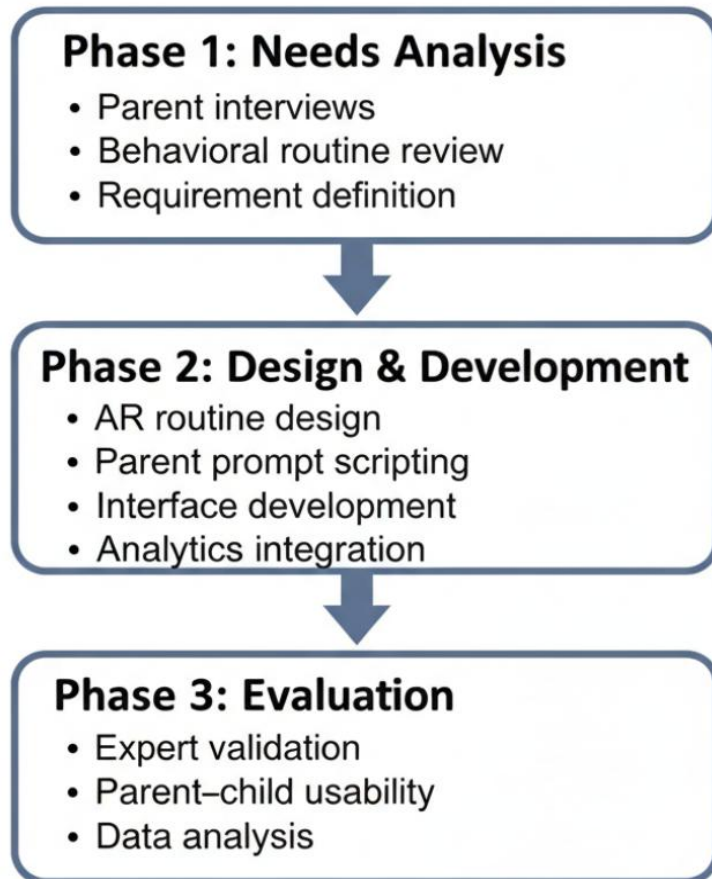 Phase 1: Needs Analysis
• Parent interviews
• Behavioral routine review
• Requirement definition
Phase 2: Design & Development
• AR routine design
• Parent prompt scripting
• Interface development
• Analytics integration
Phase 3: Evaluation
• Expert validation
• Parent–child usability
• Data analysis